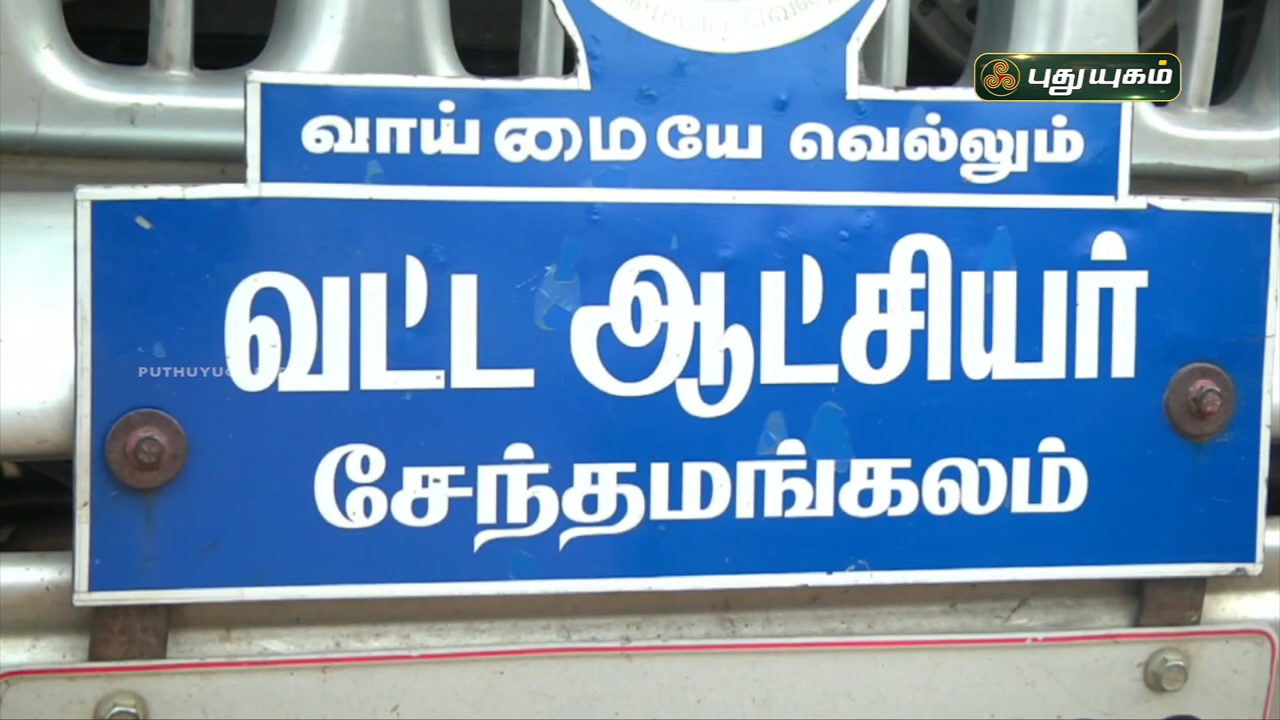 புதுயுகம்
வாய்மையே வெல்லும்
வட்ட ஆட்சியர்
சேந்தமங்கலம்